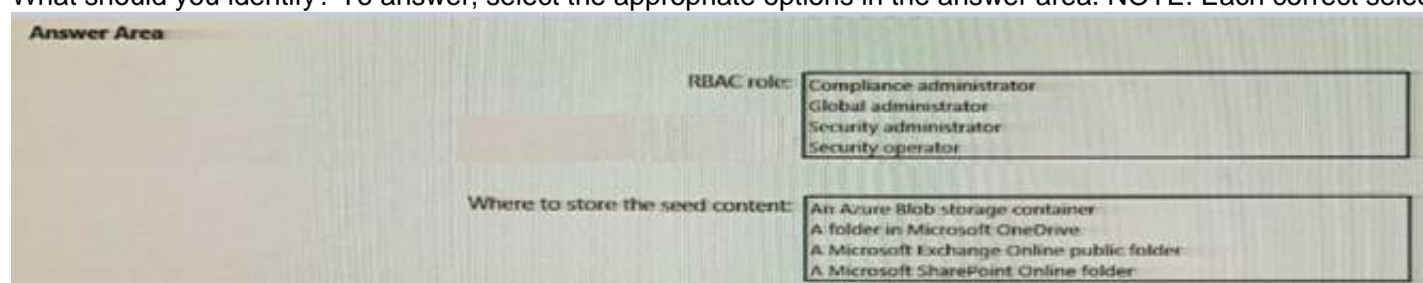 What should you identify? To answer, select the appropriate options in the answer area. NOTE: Each correct selec
Answer Area
RBAC role:
Compliance administrator
Global administrator
Security administrator
Security operator
Where to store the seed content:
An Azure Blob storage container
A folder in Microsoft OneDrive
A Microsoft Exchange Online public folder
A Microsoft SharePoint Online folder